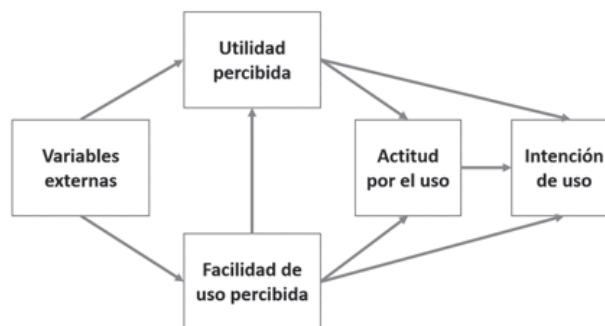 Utilidad
percibida
Variables
externas
Actitud
por el uso
Intención
de uso
Facilidad de
uso percibida